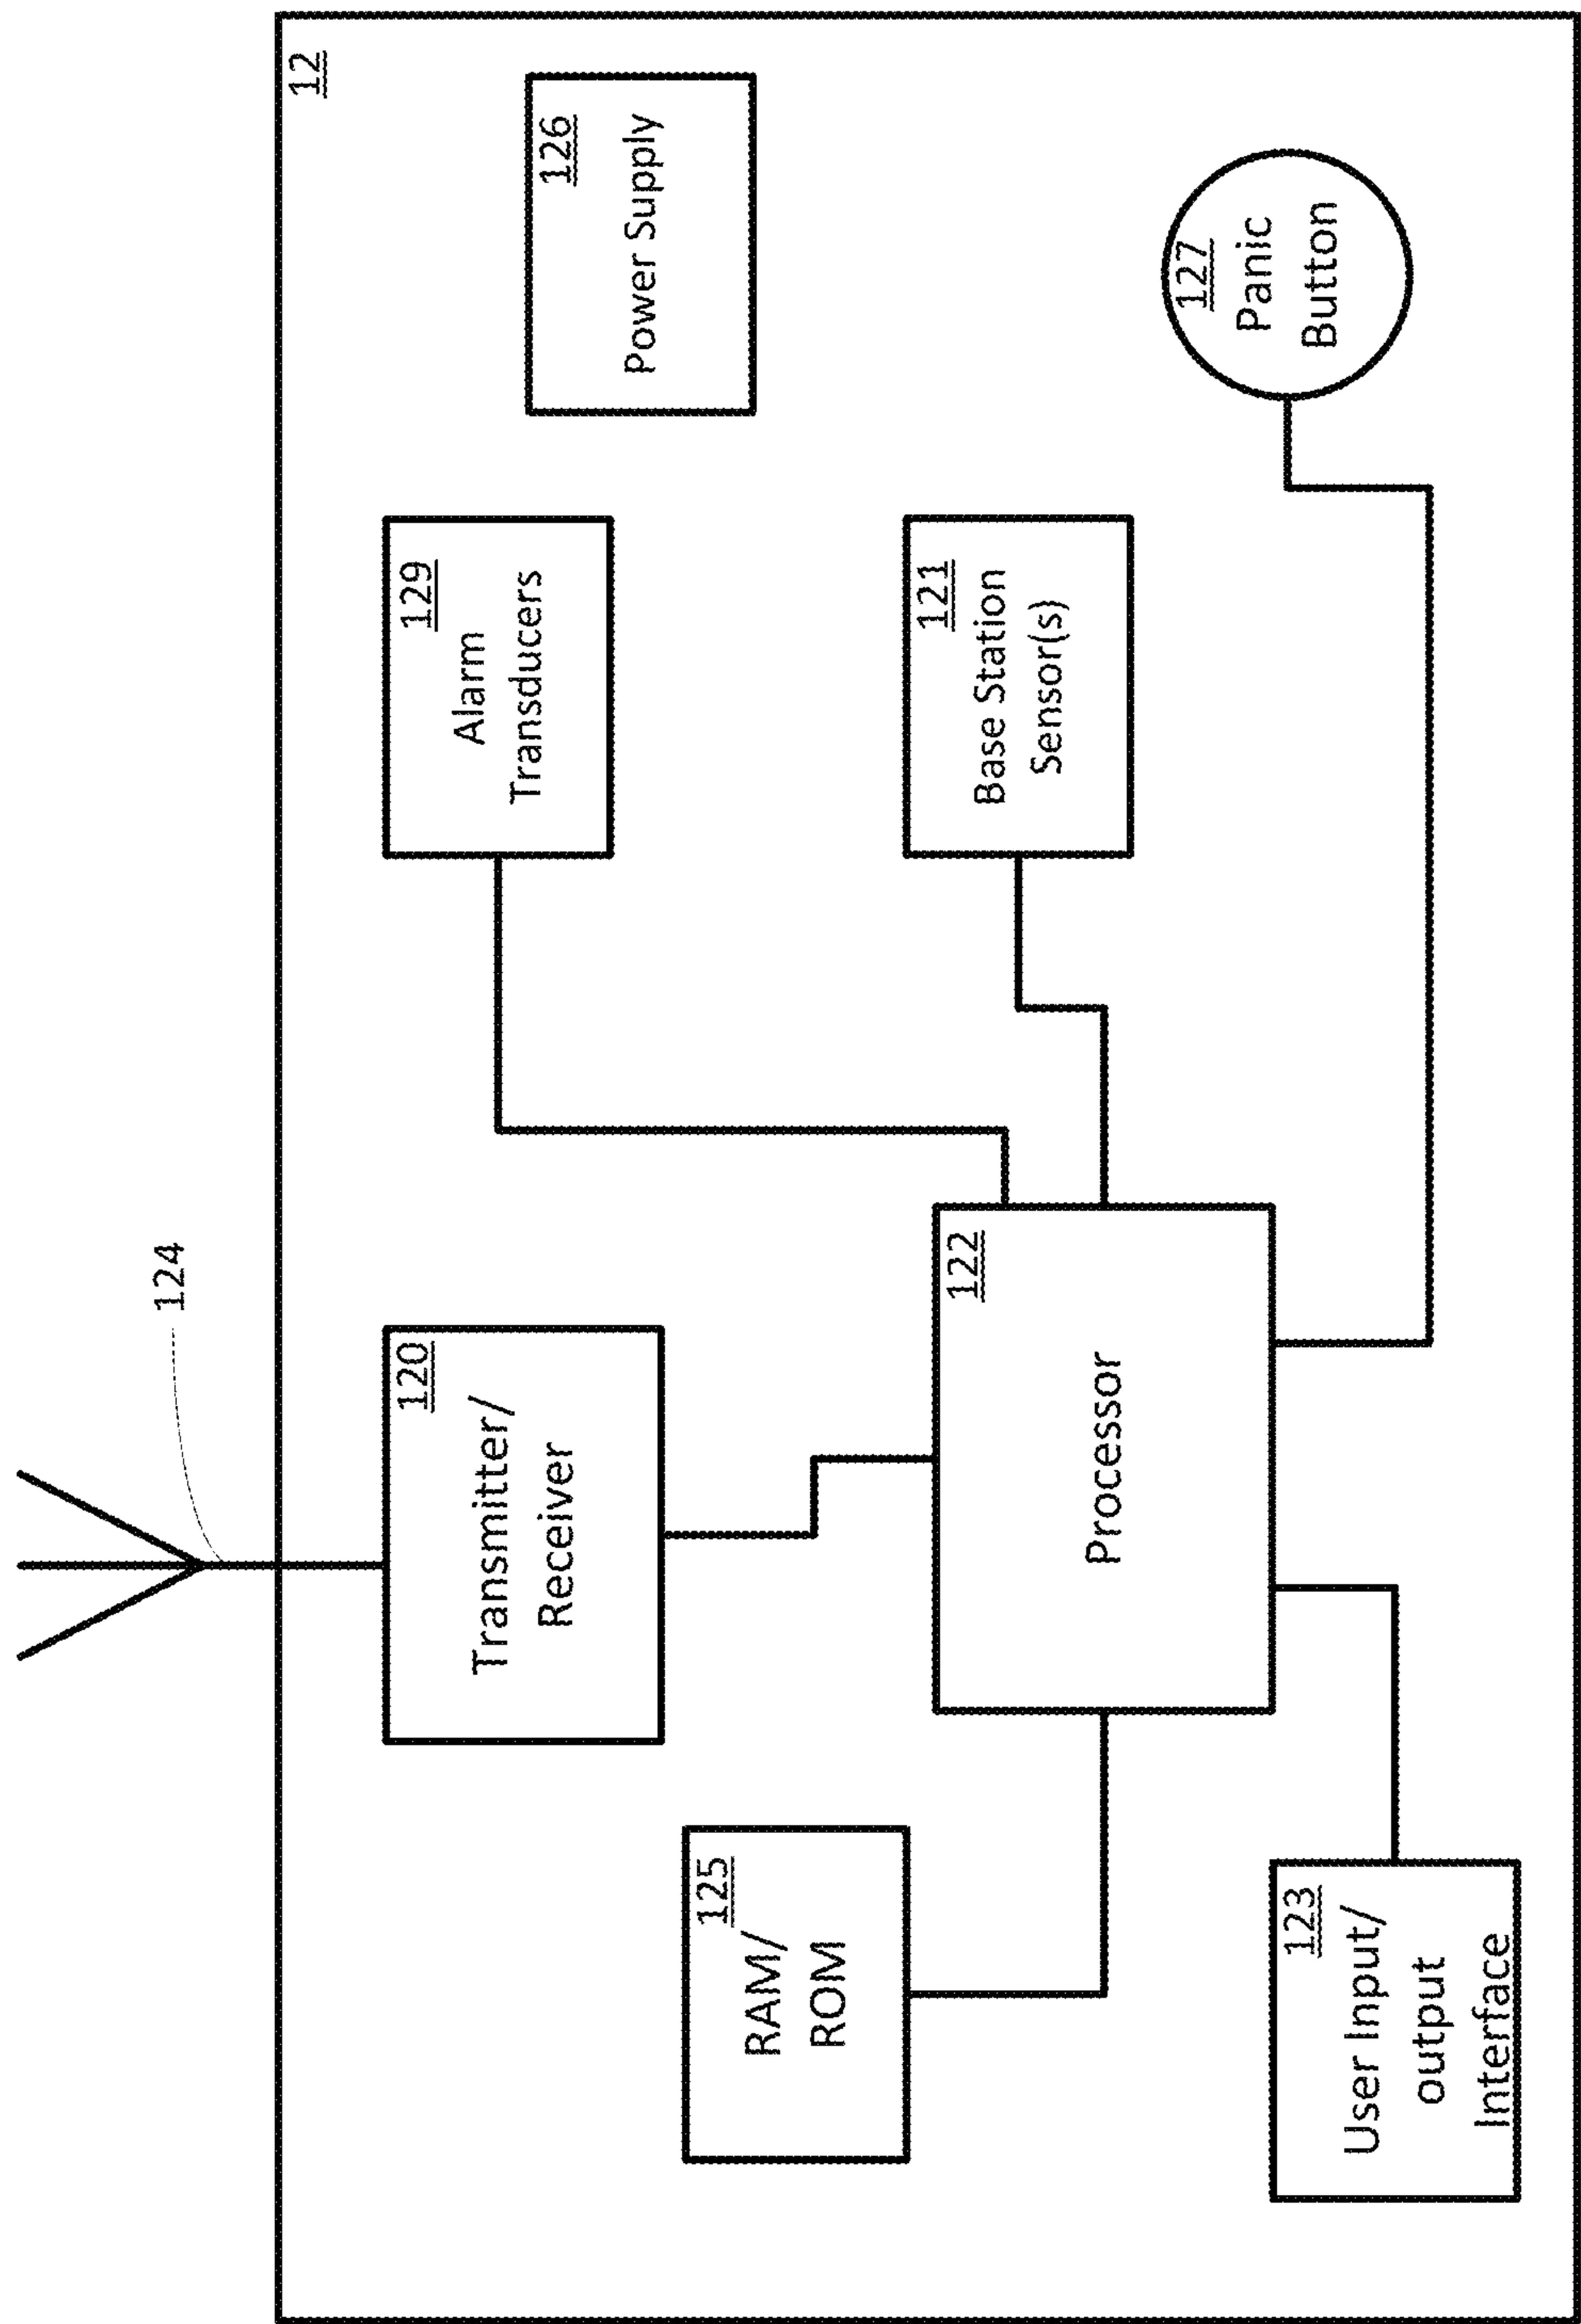 124
12
120
Transmitter/
Receiver
129
Alarm
Transducers
126
Power Supply
125
RAM/
ROM
122
Processor
121
Base Station
Sensor(s)
127
Panic
Button
123
User Input/
output
Interface